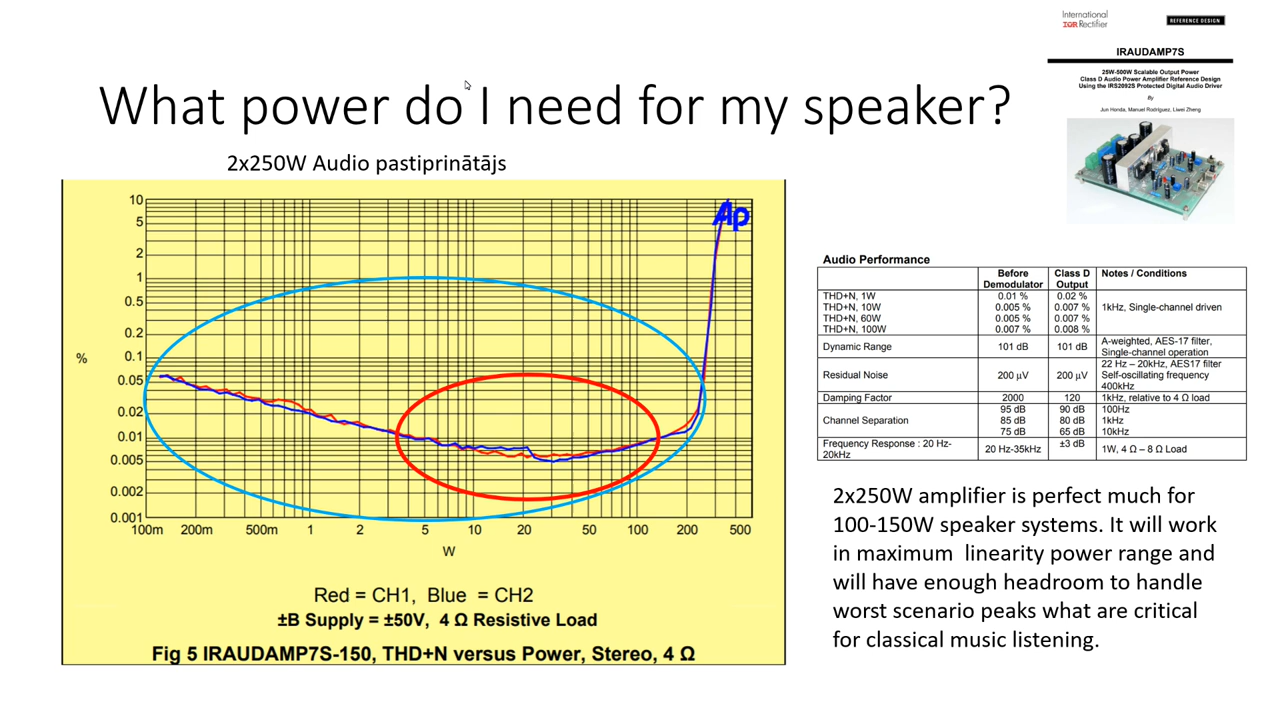 International
IOR Rectifier
REFERENCE DESIGN
IRAUDAMP7S
25W-500W Scalable Output Power
Class D Audio Power Amplifier Reference Design
Using the IRS2092S Protected Digital Audio Driver
By
Jun Honda, Manuel Rodríguez, Liwei Zheng
What power do I need for my speaker?
2x250W Audio pastiprinātājs
Ap
10
5
2
1
0.5
0.2
0.1
0.05
0.02
0.01
0.005
0.002
0.001
%
100m 200m 500m 1 2 5 10 20 50 100 200 500
W
Red = CH1, Blue = CH2
±B Supply = ±50V, 4 Ω Resistive Load
Fig 5 IRAUDAMP7S-150, THD+N versus Power, Stereo, 4 Ω
Audio Performance
Before Demodulator Class D Output Notes / Conditions
THD+N, 1W 0.01 % 0.02 % 1kHz, Single-channel driven
THD+N, 10W 0.005 % 0.007 %
THD+N, 60W 0.005 % 0.007 %
THD+N, 100W 0.007 % 0.008 %
Dynamic Range 101 dB 101 dB A-weighted, AES-17 filter,
Single-channel operation
Residual Noise 200 µV 200 µV 22 Hz – 20kHz, AES17 filter
Self-oscillating frequency
400kHz
Damping Factor 2000 120 1kHz, relative to 4 Ω load
Channel Separation 95 dB 90 dB 100Hz
85 dB 80 dB 1kHz
75 dB 65 dB 10kHz
Frequency Response : 20 Hz-
20kHz 20 Hz-35kHz ±3 dB 1W, 4 Ω – 8 Ω Load
2x250W amplifier is perfect much for
100-150W speaker systems. It will work
in maximum linearity power range and
will have enough headroom to handle
worst scenario peaks what are critical
for classical music listening.